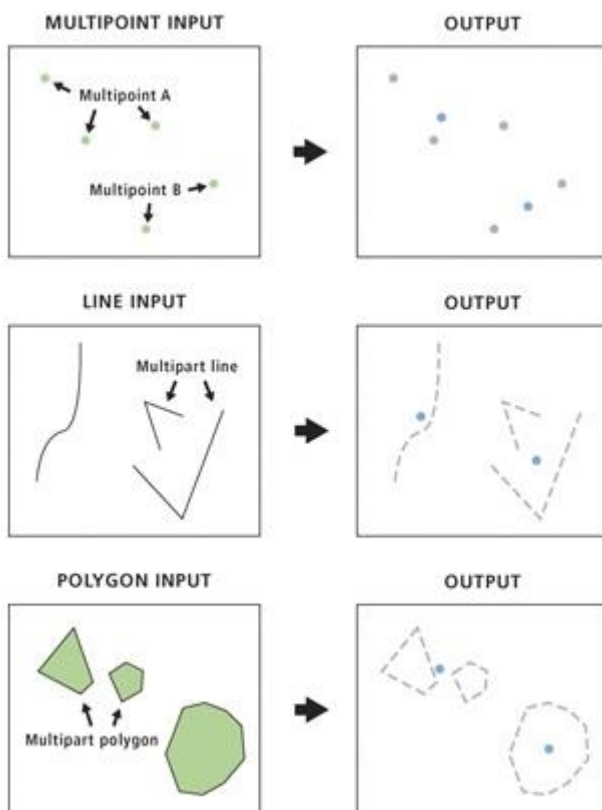 MULTIPOINT INPUT
OUTPUT
Multipoint A
Multipoint B
LINE INPUT
OUTPUT
Multipart line
POLYGON INPUT
OUTPUT
Multipart polygon